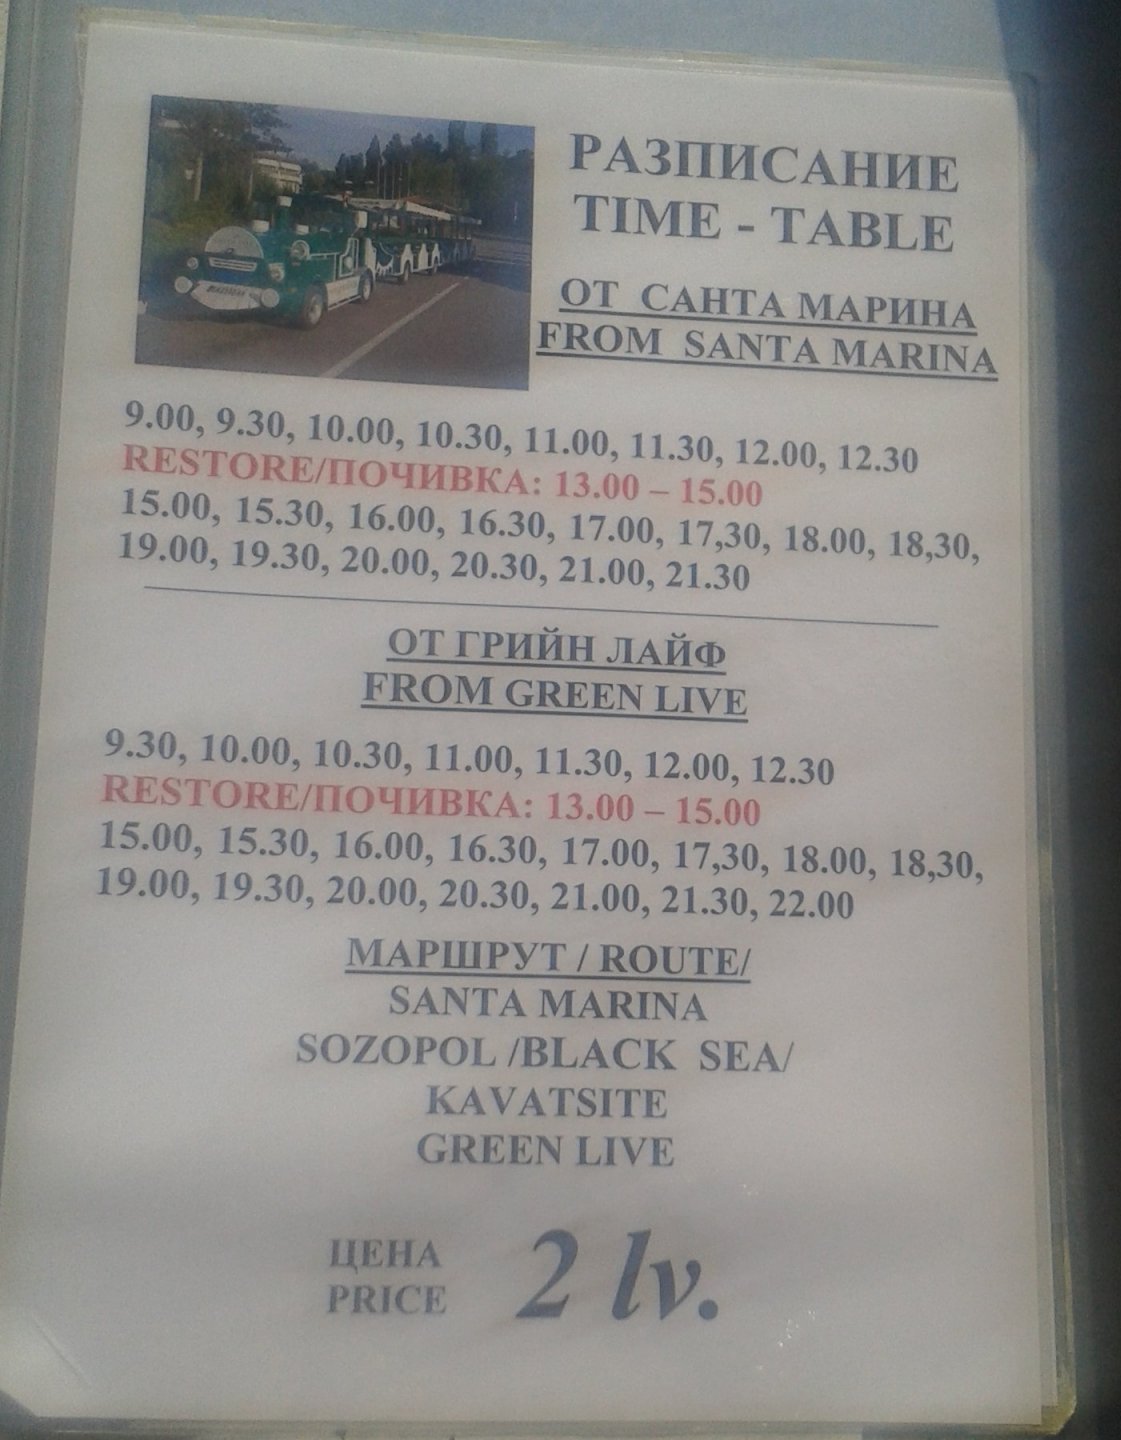 РАЗПИСАНИЕ
TIME - TABLE
ОТ САНТА МАРИНА
FROM SANTA MARINA
9.00, 9.30, 10.00, 10.30, 11.00, 11.30, 12.00, 12.30
RESTORE/ПОЧИВКА: 13.00 – 15.00
15.00, 15.30, 16.00, 16.30, 17.00, 17,30, 18.00, 18,30,
19.00, 19.30, 20.00, 20.30, 21.00, 21.30
ОТ ГРИЙН ЛАЙФ
FROM GREEN LIVE
9.30, 10.00, 10.30, 11.00, 11.30, 12.00, 12.30
RESTORE/ПОЧИВКА: 13.00 – 15.00
15.00, 15.30, 16.00, 16.30, 17.00, 17,30, 18.00, 18,30,
19.00, 19.30, 20.00, 20.30, 21.00, 21.30, 22.00
МАРШРУТ / ROUTE/
SANTA MARINA
SOZOPOL /BLACK SEA/
KAVATSITE
GREEN LIVE
ЦЕНА
PRICE 2 lv.